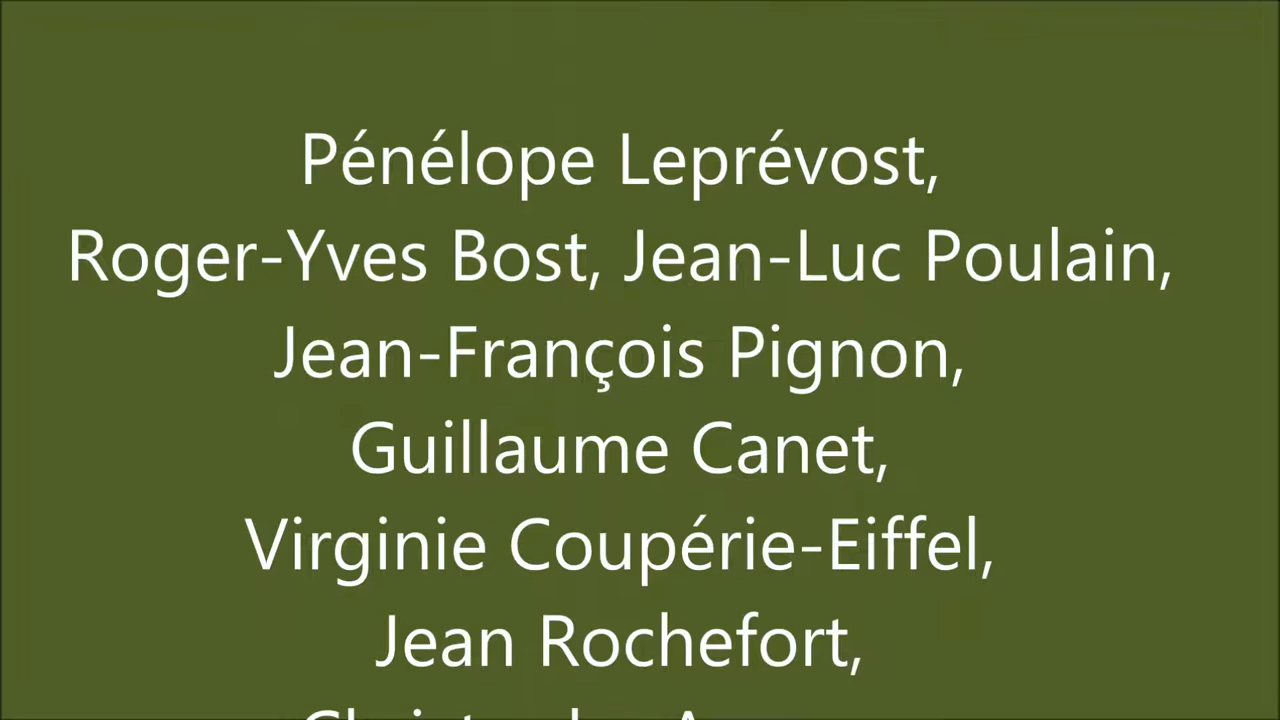 Pénélope Leprévost,
Roger-Yves Bost, Jean-Luc Poulain,
Jean-François Pignon,
Guillaume Canet,
Virginie Coupérie-Eiffel,
Jean Rochefort,